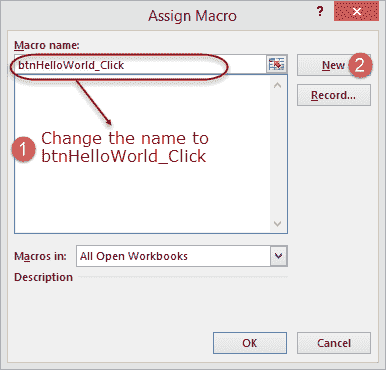 Assign Macro
?
Macro name:
btnHelloWorld_Click
New
2
Record...
1
Change the name to
btnHelloWorld_Click
Macros in:
All Open Workbooks
Description
OK
Cancel